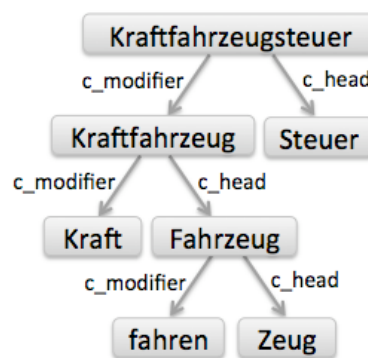 Kraftfahrzeugsteuer
c_modifier c_head
Kraftfahrzeug Steuer
c_modifier c_head
Kraft Fahrzeug
c_modifier c_head
fahren Zeug